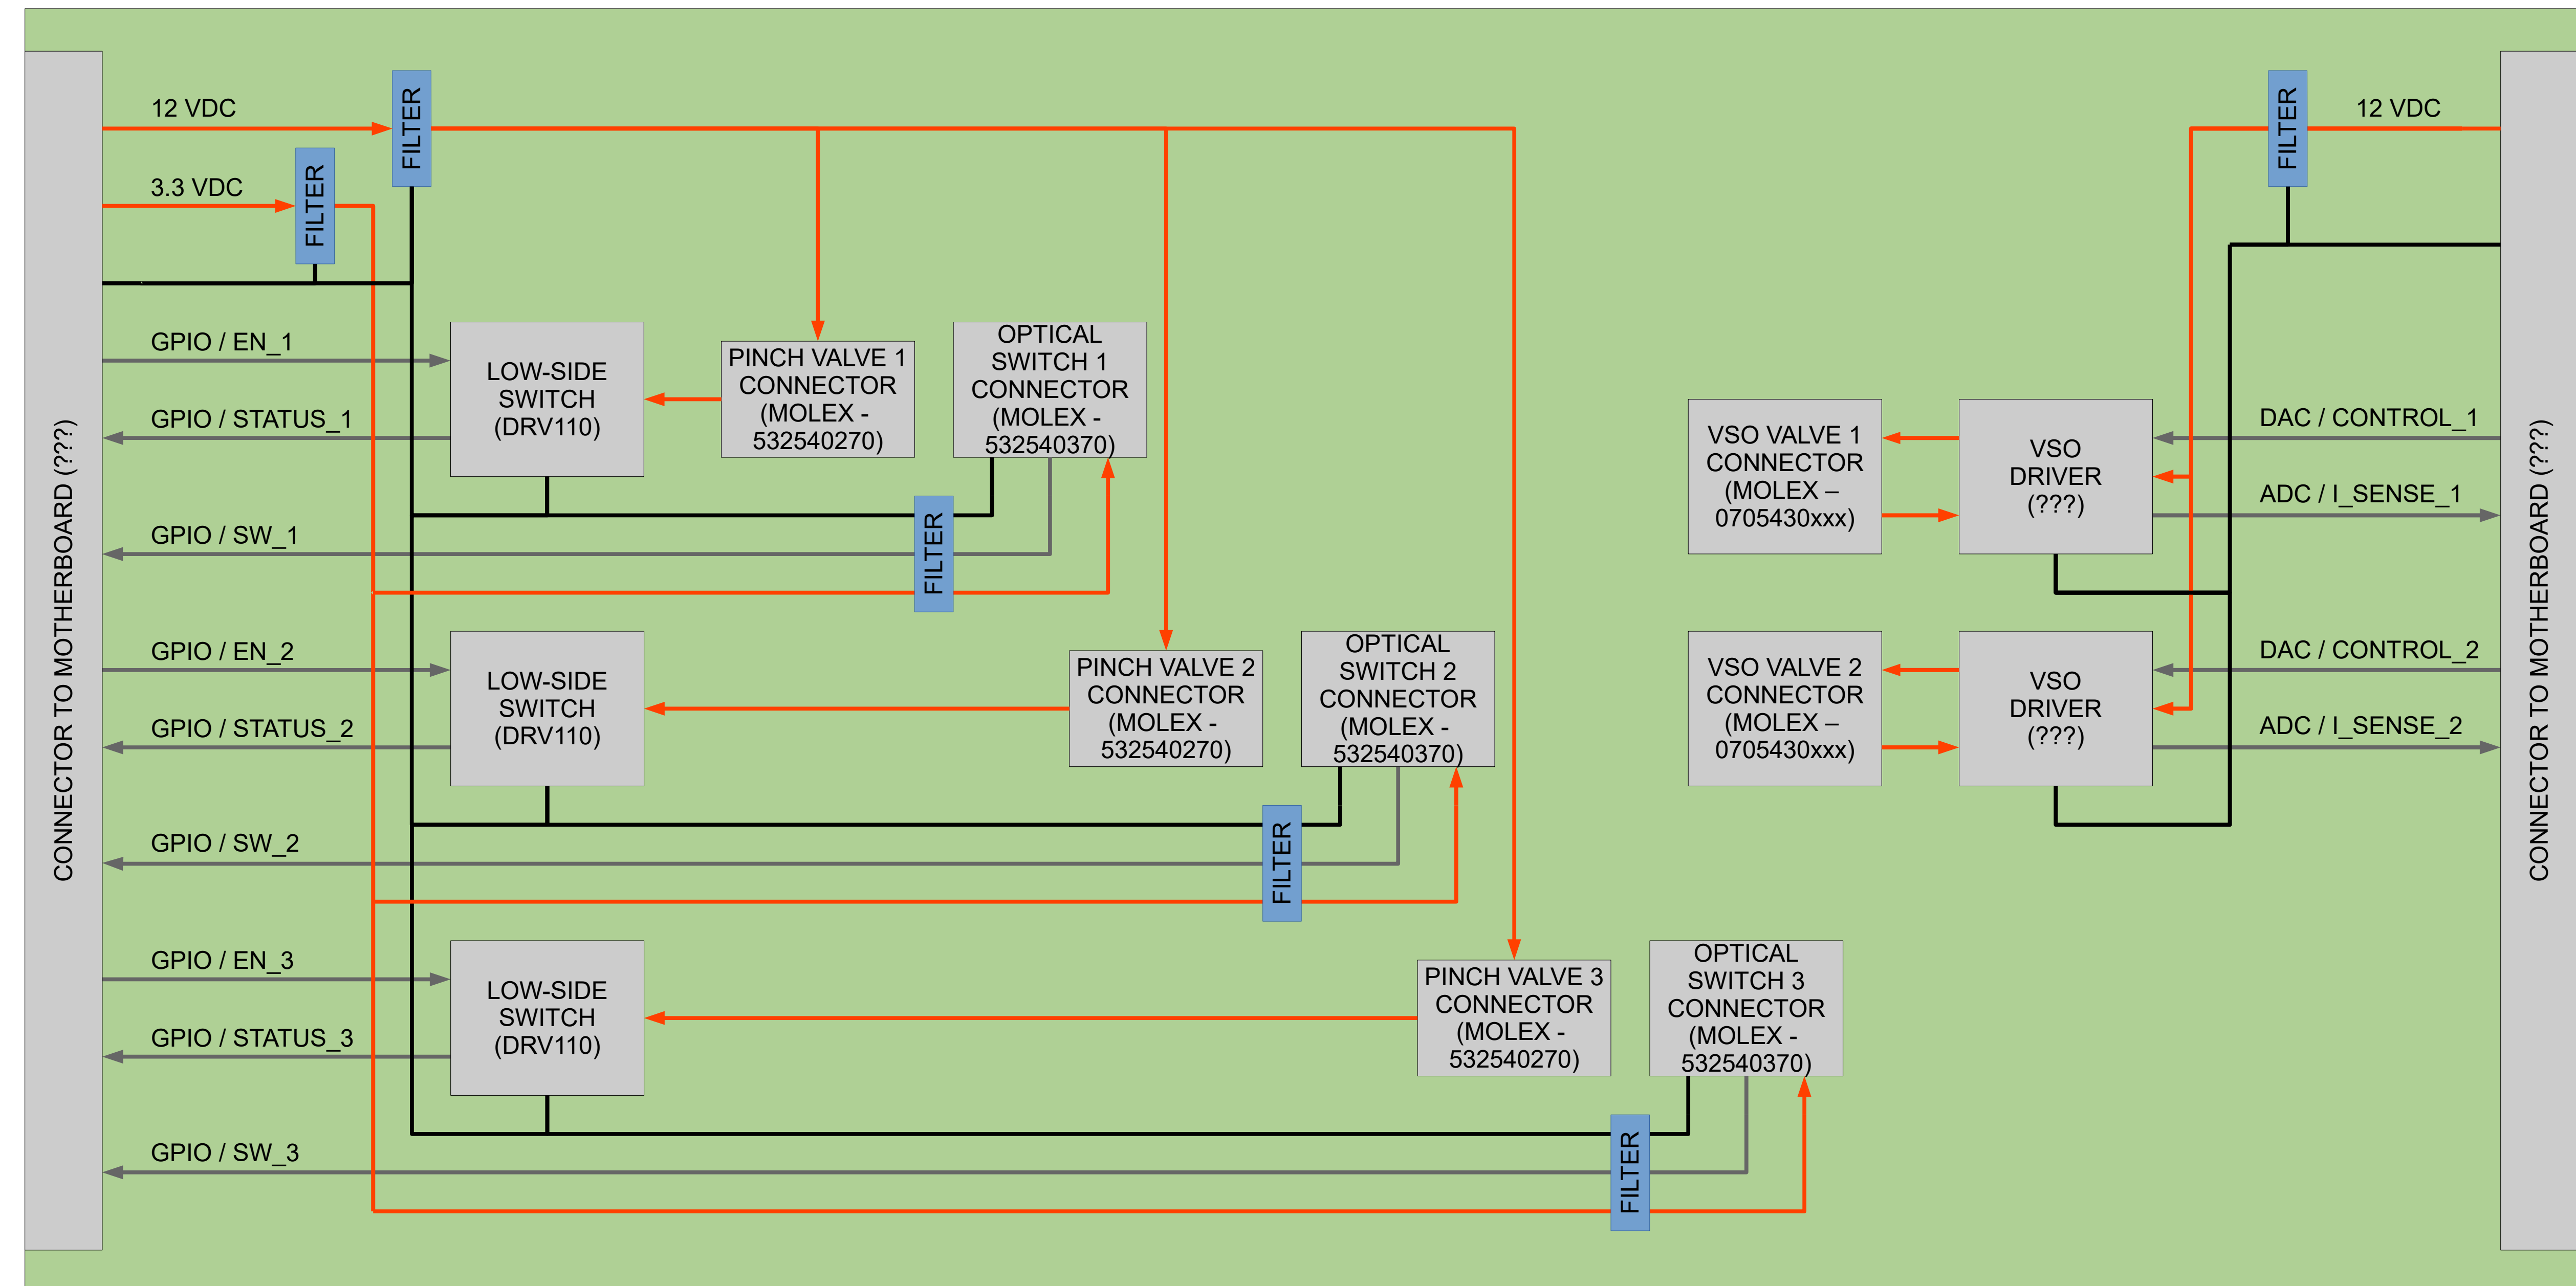 CONNECTOR TO MOTHERBOARD (???)
12 VDC
FILTER
3.3 VDC
FILTER
GPIO / EN_1
GPIO / STATUS_1
GPIO / SW_1
LOW-SIDE
SWITCH
(DRV110)
PINCH VALVE 1
CONNECTOR
(MOLEX -
532540270)
OPTICAL
SWITCH 1
CONNECTOR
(MOLEX -
532540370)
FILTER
GPIO / EN_2
GPIO / STATUS_2
GPIO / SW_2
LOW-SIDE
SWITCH
(DRV110)
PINCH VALVE 2
CONNECTOR
(MOLEX -
532540270)
OPTICAL
SWITCH 2
CONNECTOR
(MOLEX -
532540370)
FILTER
GPIO / EN_3
GPIO / STATUS_3
GPIO / SW_3
LOW-SIDE
SWITCH
(DRV110)
PINCH VALVE 3
CONNECTOR
(MOLEX -
532540270)
OPTICAL
SWITCH 3
CONNECTOR
(MOLEX -
532540370)
FILTER
FILTER
12 VDC
VSO VALVE 1
CONNECTOR
(MOLEX –
0705430xxx)
VSO
DRIVER
(???)
DAC / CONTROL_1
ADC / I_SENSE_1
VSO VALVE 2
CONNECTOR
(MOLEX –
0705430xxx)
VSO
DRIVER
(???)
DAC / CONTROL_2
ADC / I_SENSE_2
CONNECTOR TO MOTHERBOARD (???)